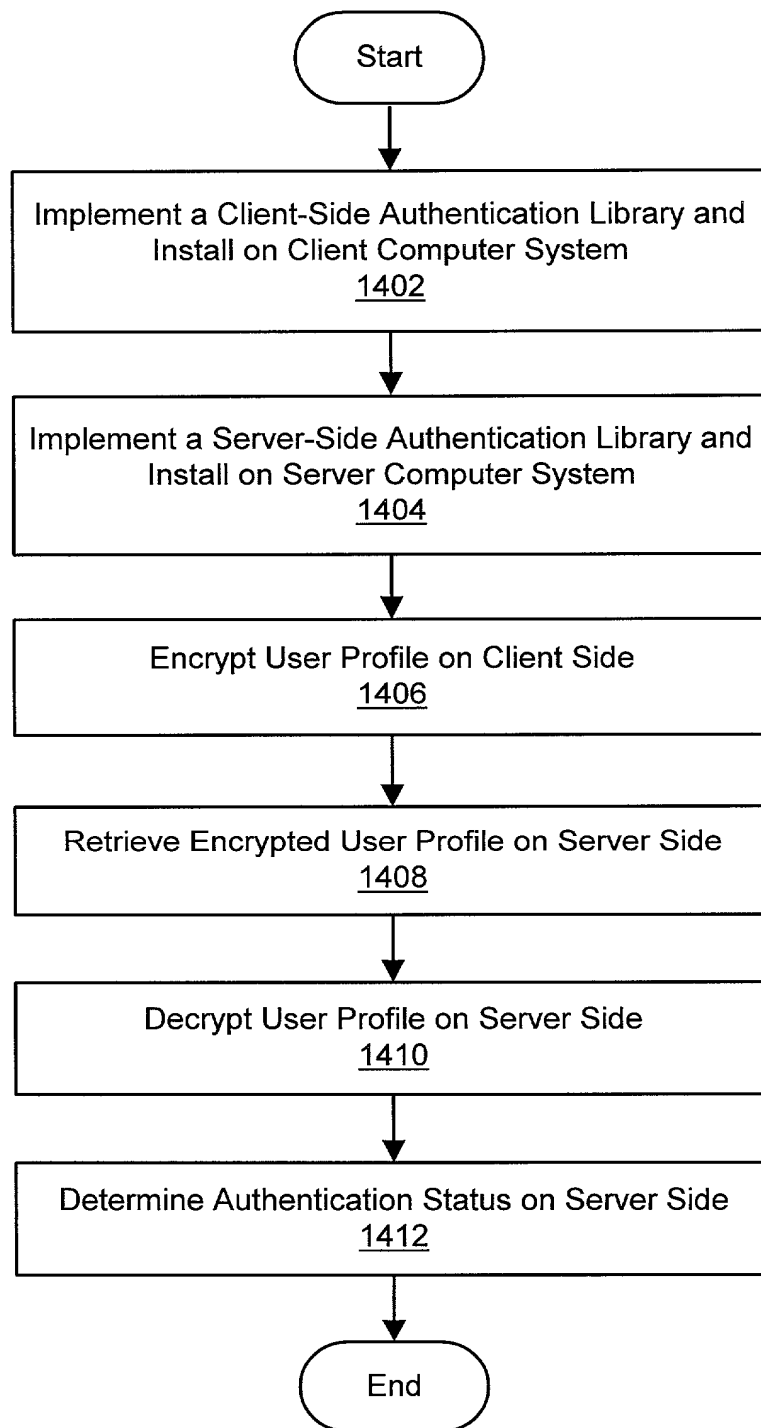 Start
Implement a Client-Side Authentication Library and
Install on Client Computer System
1402
Implement a Server-Side Authentication Library and
Install on Server Computer System
1404
Encrypt User Profile on Client Side
1406
Retrieve Encrypted User Profile on Server Side
1408
Decrypt User Profile on Server Side
1410
Determine Authentication Status on Server Side
1412
End